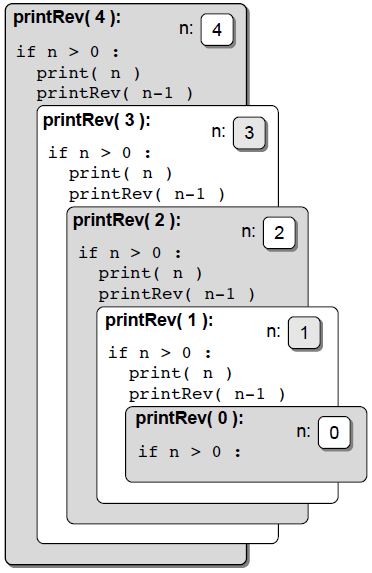 printRev( 4 ):
n: 4
if n > 0 :
print( n )
printRev( n-1 )
printRev( 3 ):
n: 3
if n > 0 :
print( n )
printRev( n-1 )
printRev( 2 ):
n: 2
if n > 0 :
print( n )
printRev( n-1 )
printRev( 1 ):
n: 1
if n > 0 :
print( n )
printRev( n-1 )
printRev( 0 ):
n: 0
if n > 0 :